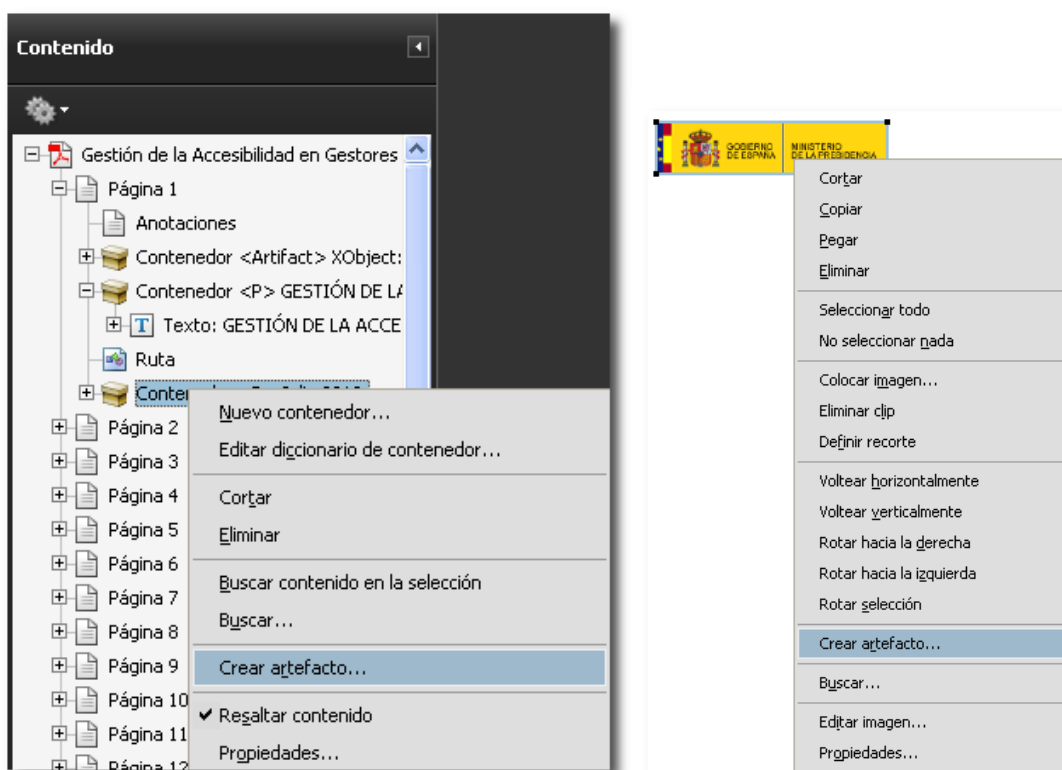 Contenido
Gestión de la Accesibilidad en Gestores
Página 1
Anotaciones
Contenedor <Artifact> XObject:
Contenedor <P> GESTIÓN DE LA
Texto: GESTIÓN DE LA ACCE
Ruta
Página 2
Página 3
Página 4
Página 5
Página 6
Página 7
Página 8
Página 9
Página 10
Página 11
Página 12
Nuevo contenedor...
Editar diccionario de contenedor...
Cortar
Eliminar
Buscar contenido en la selección
Buscar...
Crear artefacto...
Resaltar contenido
Propiedades...
GOBIERNO
DE ESPAÑA
MINISTERIO
DE LA PRESIDENCIA
Cortar
Copiar
Pegar
Eliminar
Seleccionar todo
No seleccionar nada
Colocar imagen...
Eliminar clip
Definir recorte
Voltear horizontalmente
Voltear verticalmente
Rotar hacia la derecha
Rotar hacia la izquierda
Rotar selección
Crear artefacto...
Buscar...
Editar imagen...
Propiedades...